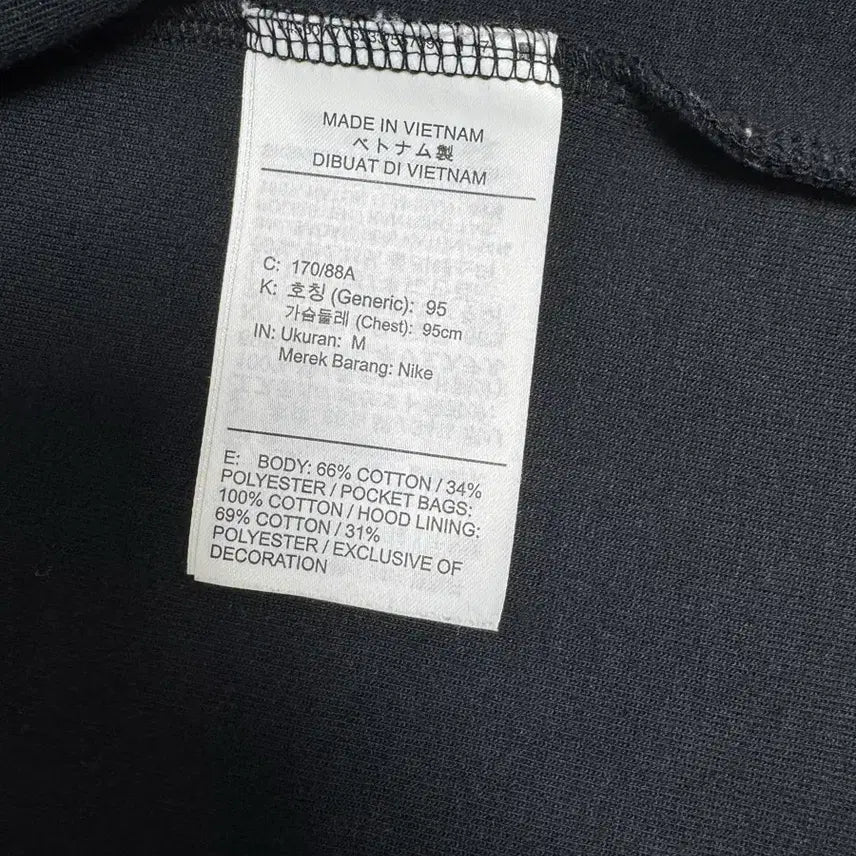 MADE IN VIETNAM
ベトナム製
DIBUAT DI VIETNAM
C: 170/88A
K: 호칭 (Generic): 95
가슴둘레 (Chest): 95cm
IN: Ukuran: M
Merek Barang: Nike
E: BODY: 66% COTTON / 34%
POLYESTER / POCKET BAGS:
100% COTTON / HOOD LINING:
69% COTTON / 31%
POLYESTER / EXCLUSIVE OF
DECORATION